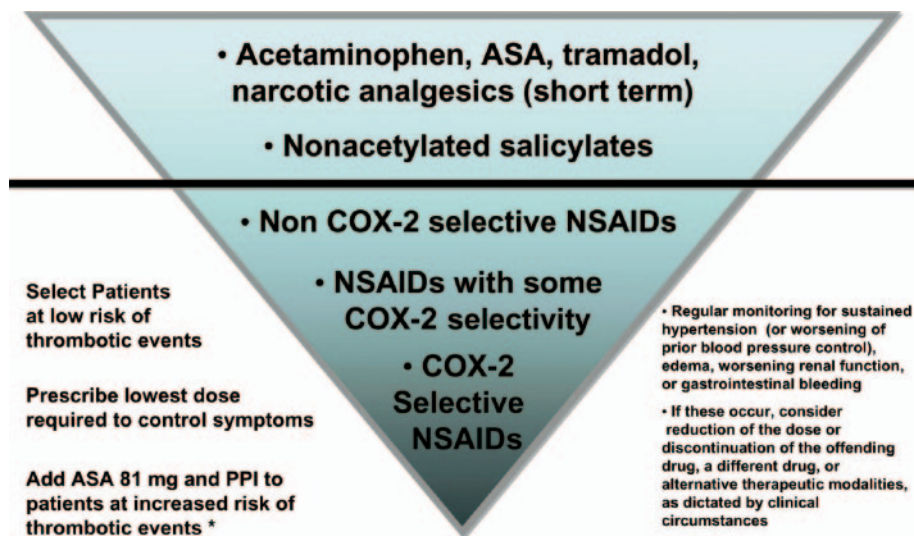 • Acetaminophen, ASA, tramadol,
narcotic analgesics (short term)
• Nonacetylated salicylates
• Non COX-2 selective NSAIDs
• NSAIDs with some
COX-2 selectivity
• COX-2
Selective
NSAIDs
Select Patients
at low risk of
thrombotic events
Prescribe lowest dose
required to control symptoms
Add ASA 81 mg and PPI to
patients at increased risk of
thrombotic events *
• Regular monitoring for sustained
hypertension (or worsening of
prior blood pressure control),
edema, worsening renal function,
or gastrointestinal bleeding
• If these occur, consider
reduction of the dose or
discontinuation of the offending
drug, a different drug, or
alternative therapeutic modalities,
as dictated by clinical
circumstances